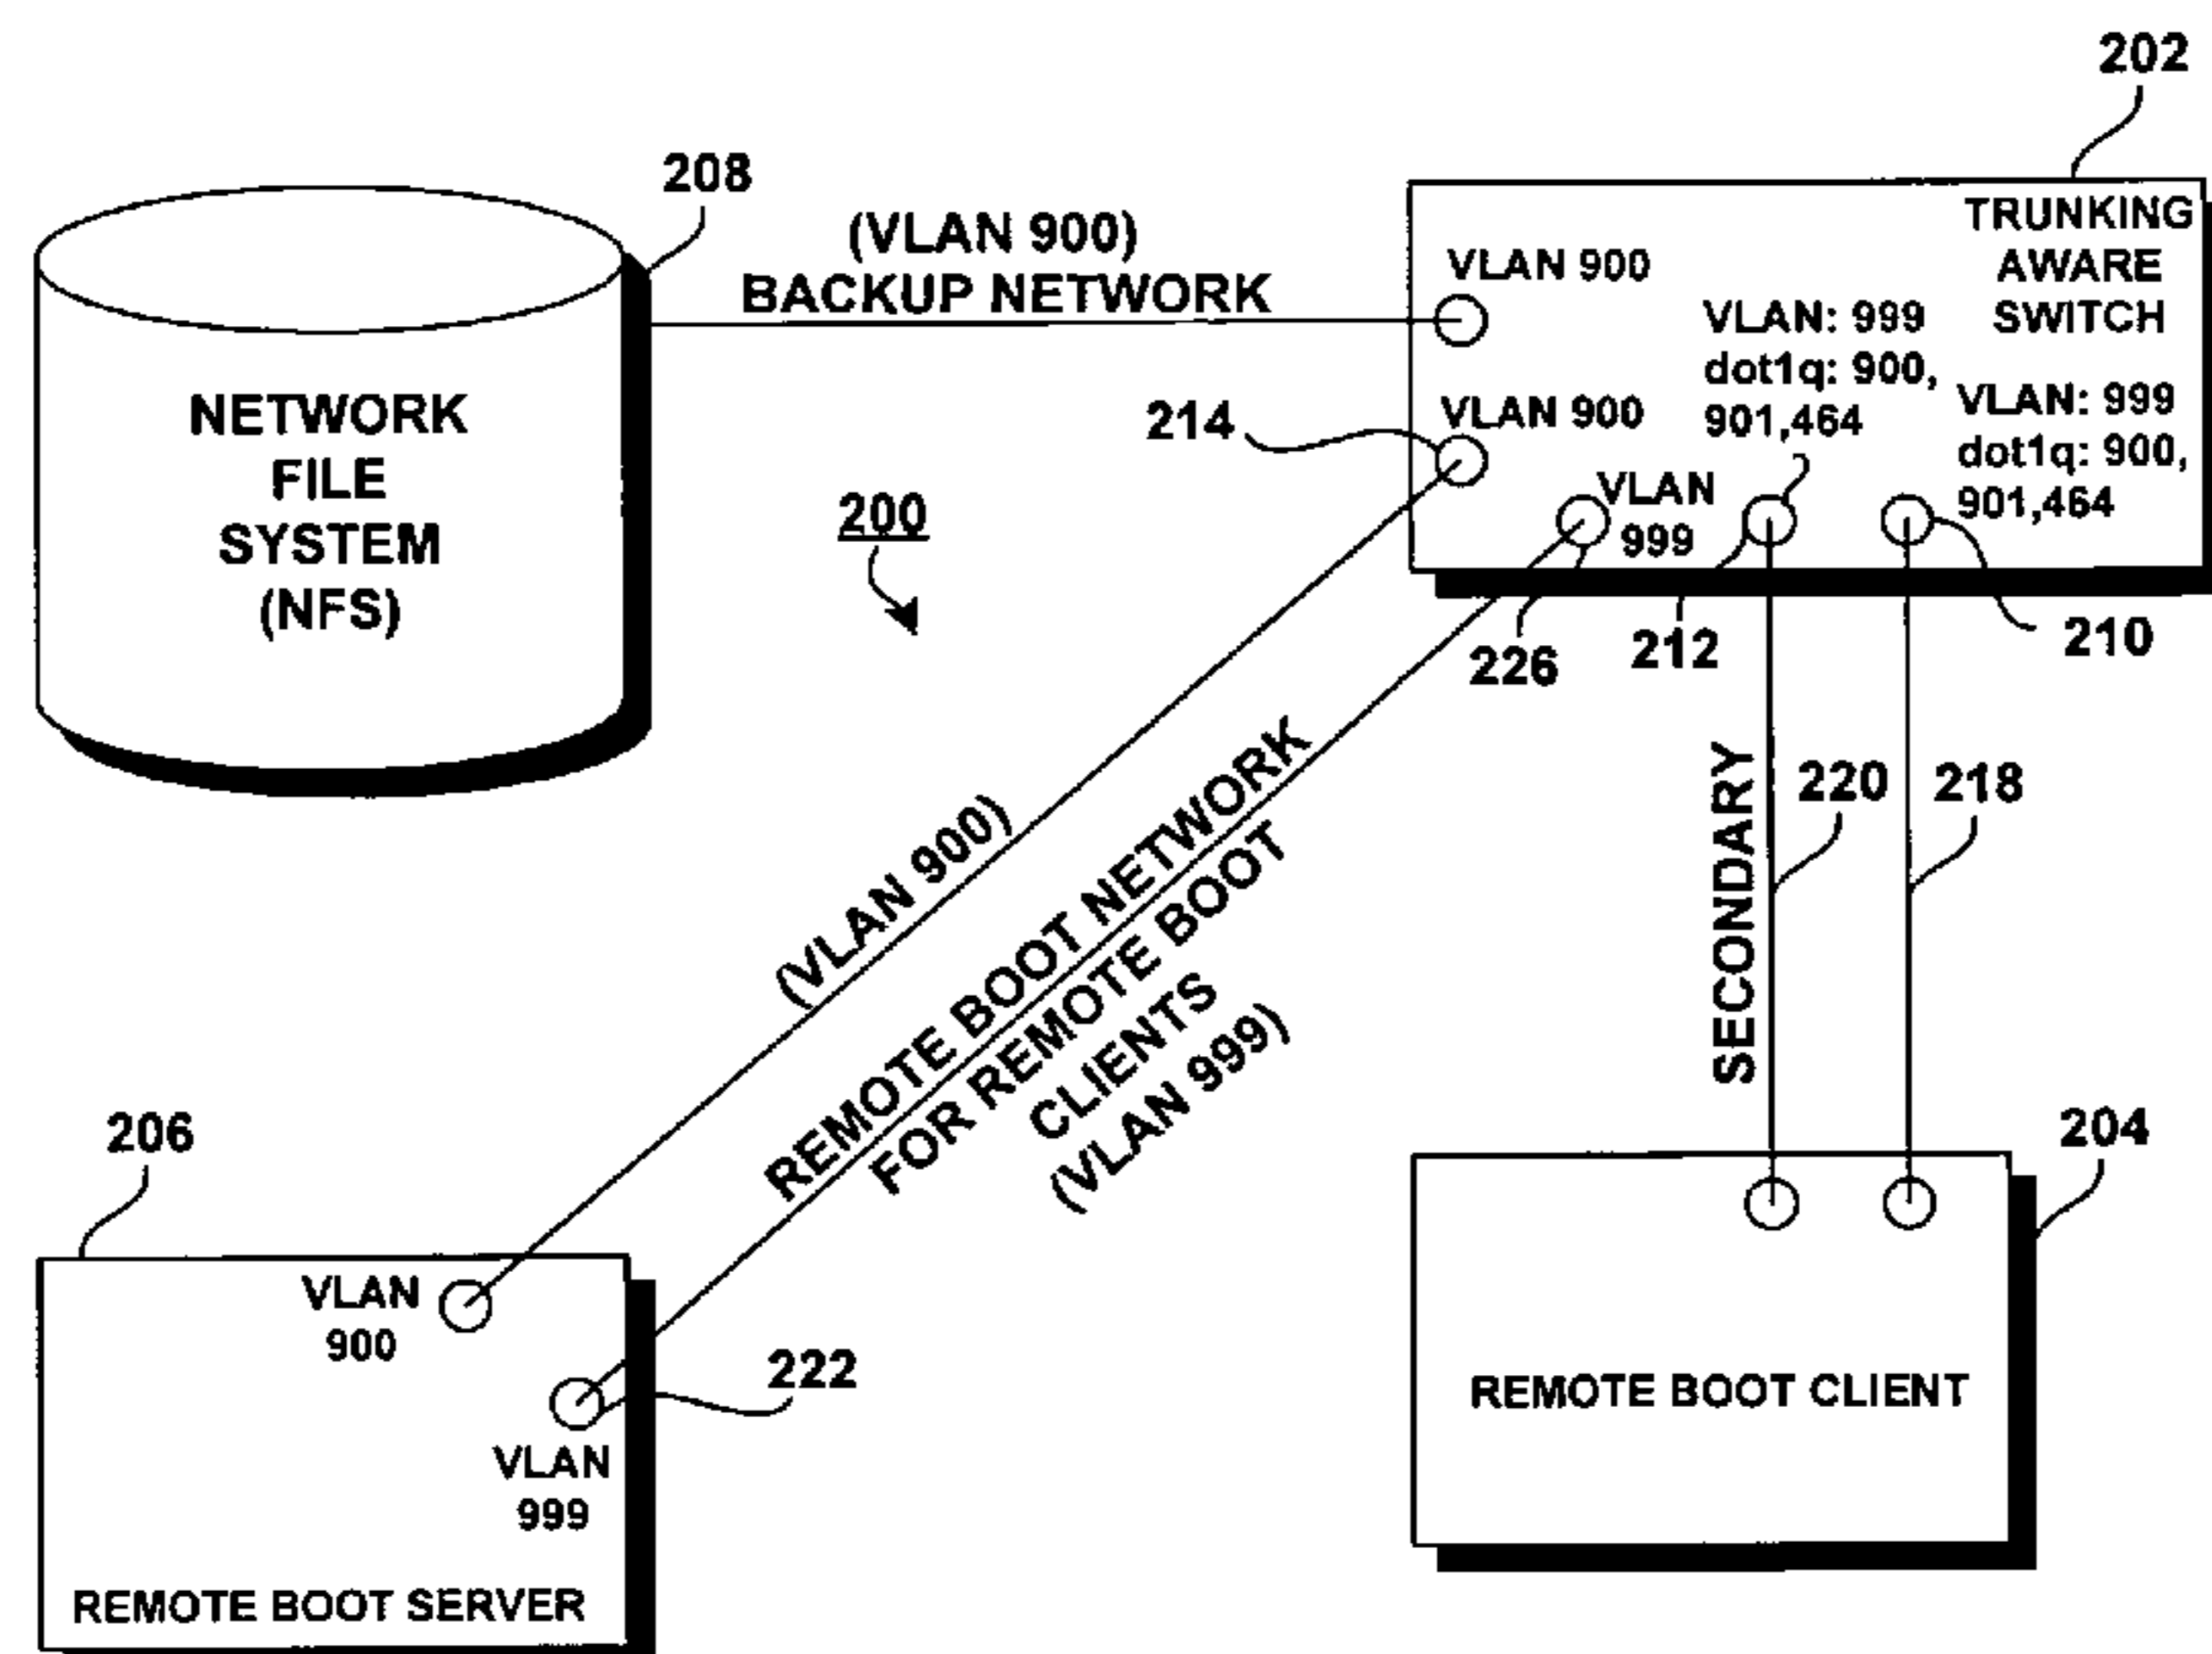 202
208
(VLAN 900)
BACKUP NETWORK
TRUNKING
AWARE
SWITCH
VLAN 900
VLAN: 999
dot1q: 900,
901,464
VLAN: 999
dot1q: 900,
901,464
VLAN 900
214
VLAN
999
NETWORK
FILE
SYSTEM
(NFS)
200
226
212
210
SECONDARY
220
218
(VLAN 900)
REMOTE BOOT NETWORK
FOR REMOTE BOOT
CLIENTS
(VLAN 999)
206
204
VLAN
900
222
VLAN
999
REMOTE BOOT SERVER
REMOTE BOOT CLIENT